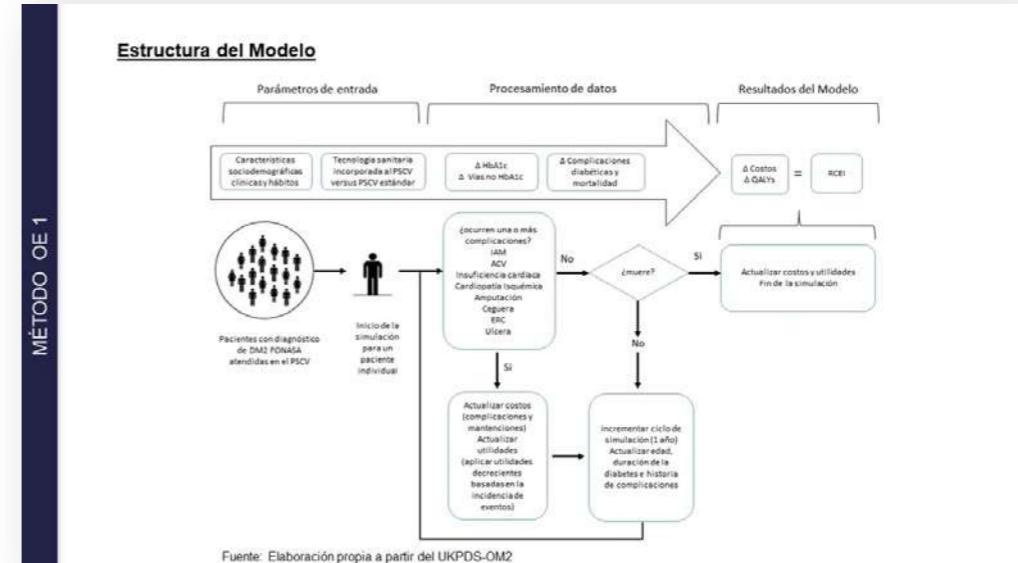 MÉTODO OE 1
Estructura del Modelo
Parámetros de entrada
Procesamiento de datos
Resultados del Modelo
Características
sociodemográficas
clínicas y hábitos
Tecnología sanitaria
incorporada al PSCV
versus PSCV estándar
Δ HbA1c
Δ Vías no HbA1c
Δ Complicaciones
diabéticas y
mortalidad
Δ Costos
Δ QALYs
=
RCEI
¿ocurren una o más
complicaciones?
IAM
ACV
Insuficiencia cardíaca
Cardiopatía Isquémica
Amputación
Ceguera
ERC
Ulcera
No
¿muere?
Si
Actualizar costos y utilidades
Fin de la simulación
Pacientes con diagnóstico
de DM2 FONASA
atendidas en el PSCV
Inicio de la
simulación
para un
paciente
individual
Si
No
Actualizar costos
(complicaciones y
mantenciones)
Actualizar
utilidades
(aplicar utilidades
decrecientes
basadas en la
incidencia de
eventos)
Incrementar ciclo de
simulación (1 año)
Actualizar edad,
duración de la
diabetes e historia
de complicaciones
Fuente: Elaboración propia a partir del UKPDS-OM2